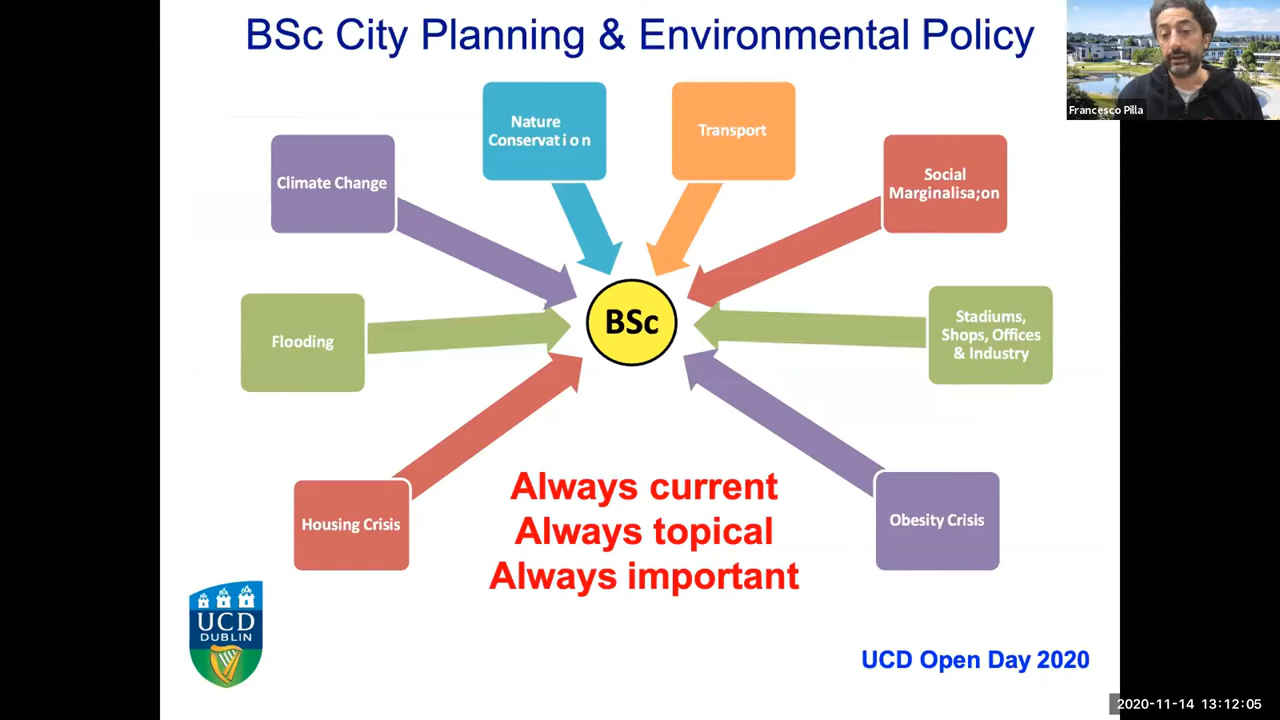 BSc City Planning & Environmental Policy
Francesco Pilla
Nature
Conservation
Transport
Climate Change
Social
Marginalisa;on
Flooding
BSc
Stadiums,
Shops, Offices
& Industry
Housing Crisis
Always current
Always topical
Always important
Obesity Crisis
UCD
DUBLIN
UCD Open Day 2020
2020-11-14 13:12:05